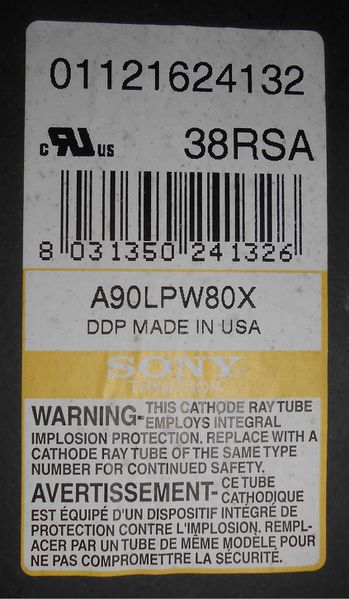 01121624132
c RU us 38RSA
8 031350 241326
A90LPW80X
DDP MADE IN USA
SONY
TRINITRON
WARNING- THIS CATHODE RAY TUBE
EMPLOYS INTEGRAL
IMPLOSION PROTECTION. REPLACE WITH A
CATHODE RAY TUBE OF THE SAME TYPE
NUMBER FOR CONTINUED SAFETY.
AVERTISSEMENT- CE TUBE
CATHODIQUE
EST ÉQUIPÉ D'UN DISPOSITIF INTÉGRÉ DE
PROTECTION CONTRE L'IMPLOSION. REMPL-
ACER PAR UN TUBE DE MÊME MODÈLE POUR
NE PAS COMPROMETTRE LA SÉCURITÉ.